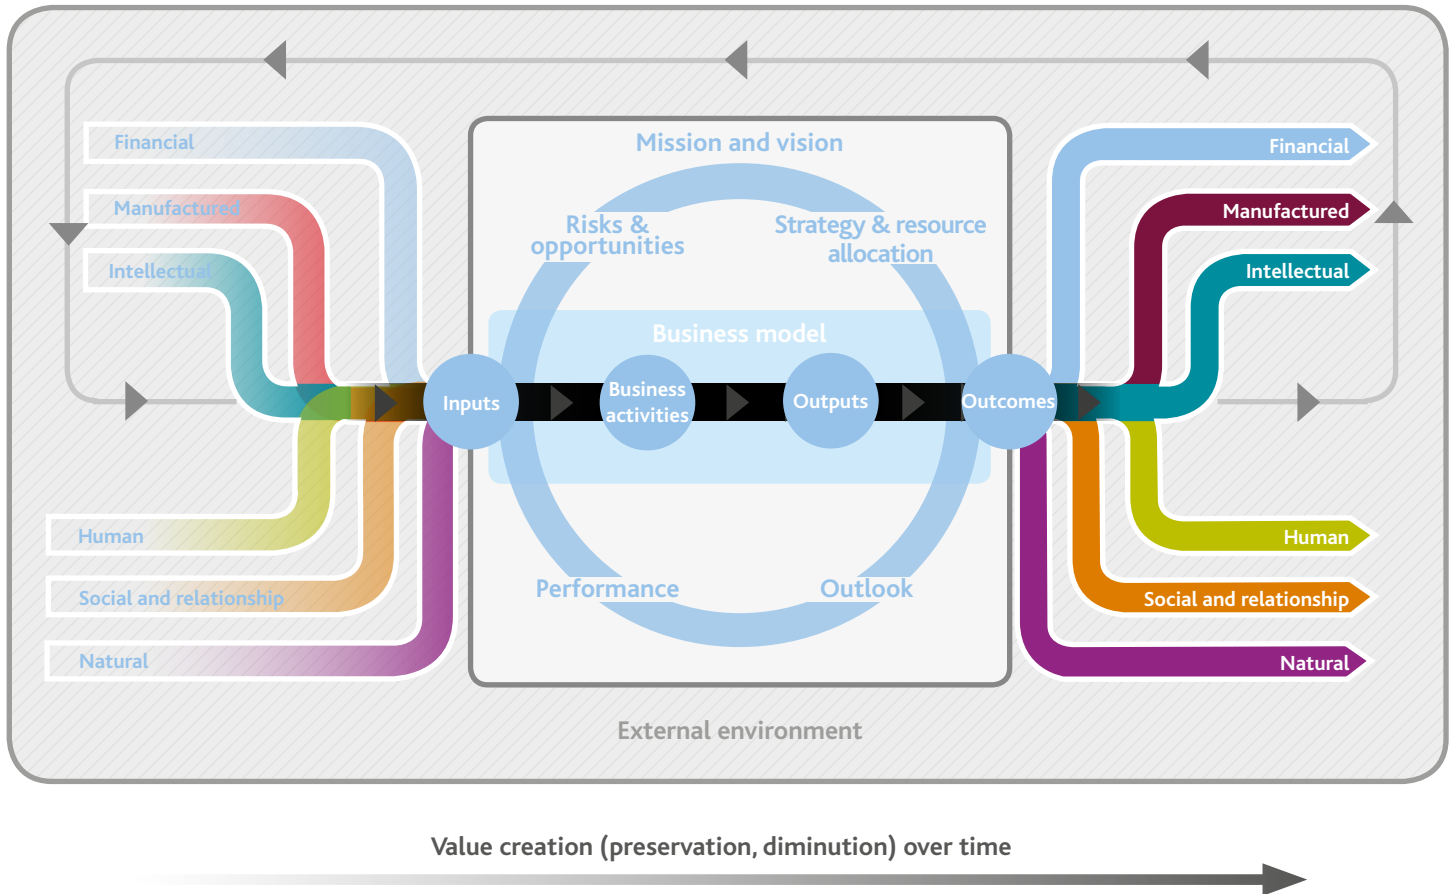 Financial
Manufactured
Intellectual
Human
Social and relationship
Natural
Mission and vision
Risks &
opportunities
Strategy & resource
allocation
Business model
Inputs
Business
activities
Outputs
Outcomes
Performance
Outlook
Financial
Manufactured
Intellectual
Human
Social and relationship
Natural
External environment
Value creation (preservation, diminution) over time